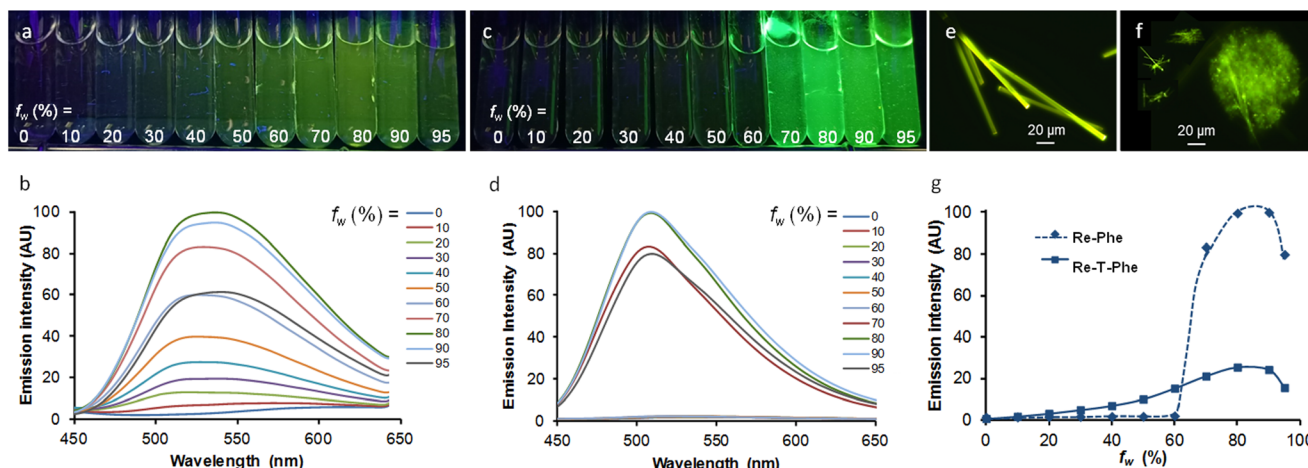 a
f_w (%) =
0 10 20 30 40 50 60 70 80 90 95
c
f_w (%) =
0 10 20 30 40 50 60 70 80 90 95
e
20 µm
f
20 µm
b
Emission intensity (AU)
100
80
60
40
20
0
450 500 550 600 650
Wavelength (nm)
f_w (%) =
0
10
20
30
40
50
60
70
80
90
95
d
Emission Intensity (AU)
100
80
60
40
20
0
450 500 550 600 650
Wavelength (nm)
f_w (%) =
0
10
20
30
40
50
60
70
80
90
95
g
Emission intensity (AU)
100
80
60
40
20
0
0 20 40 60 80 100
f_w (%)
Re-Phe
Re-T-Phe